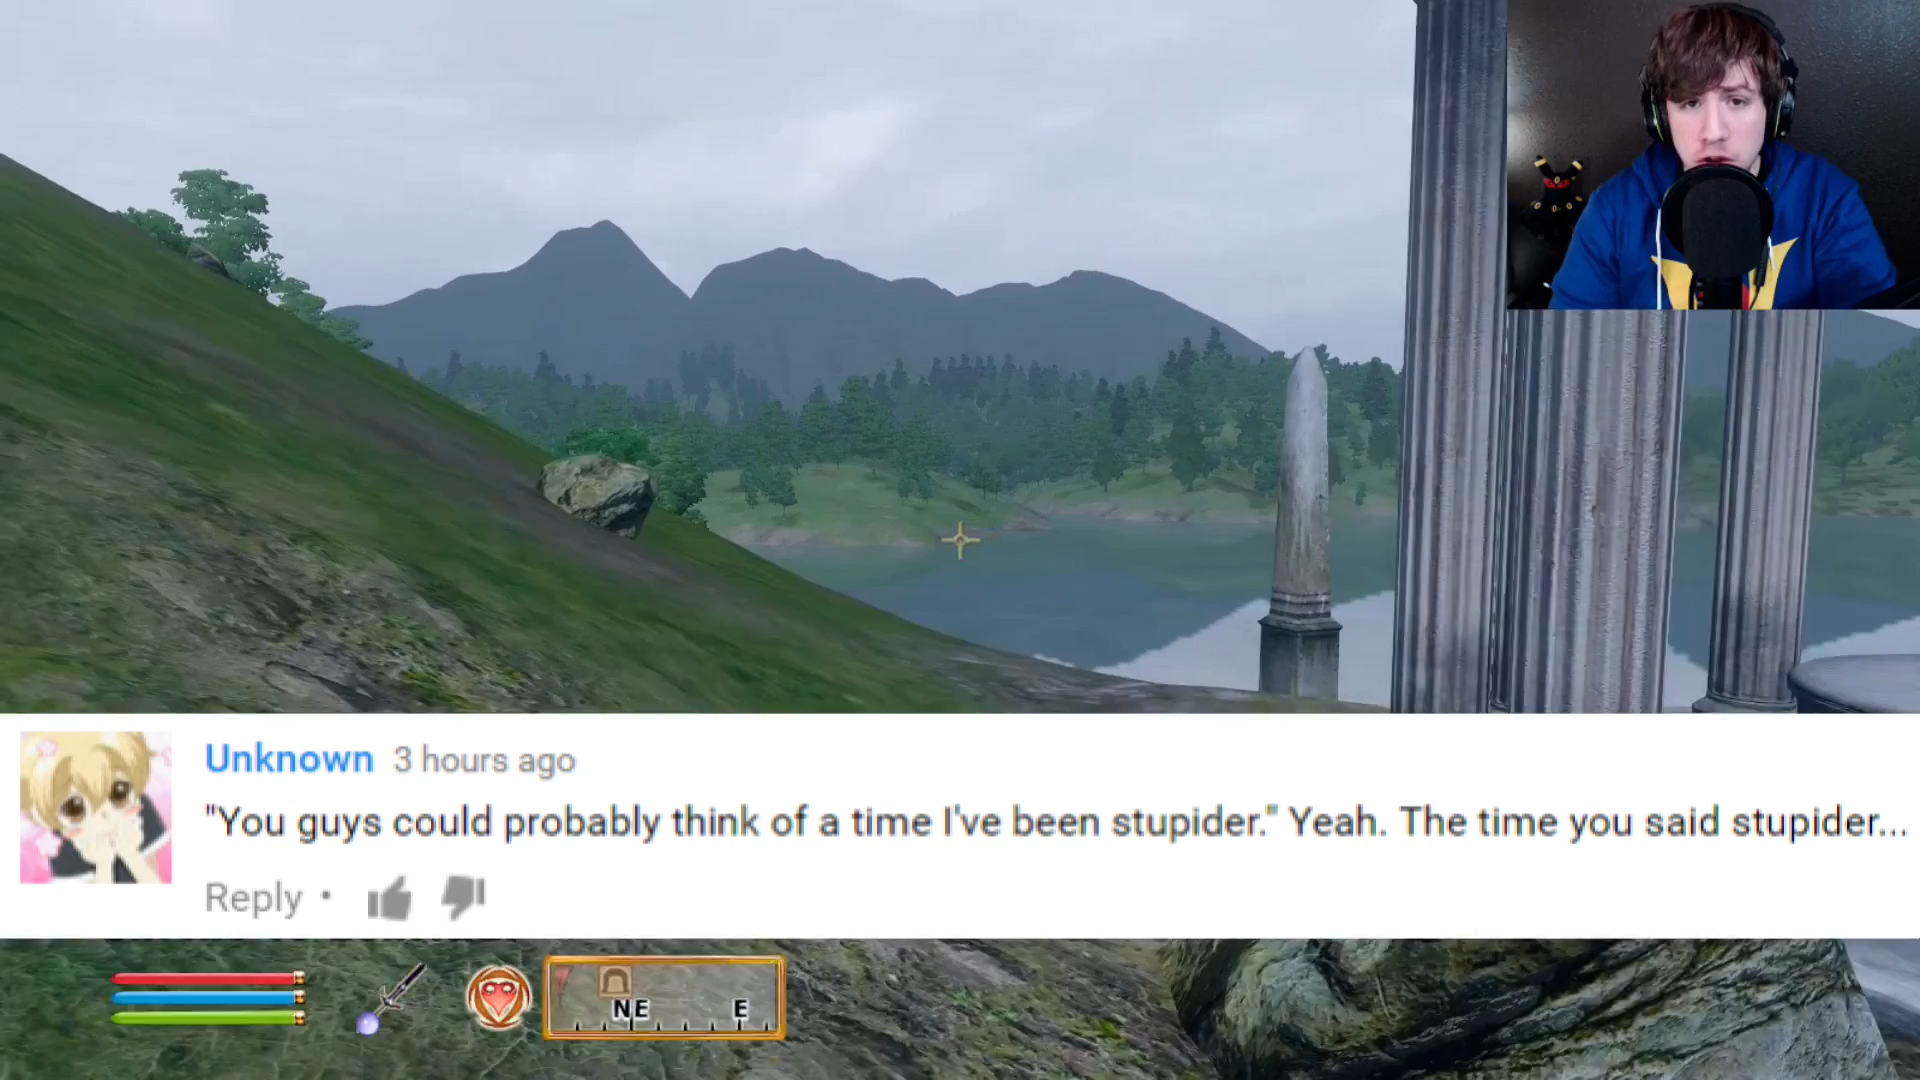 Unknown 3 hours ago
"You guys could probably think of a time I've been stupider." Yeah. The time you said stupider...
Reply •
NE E